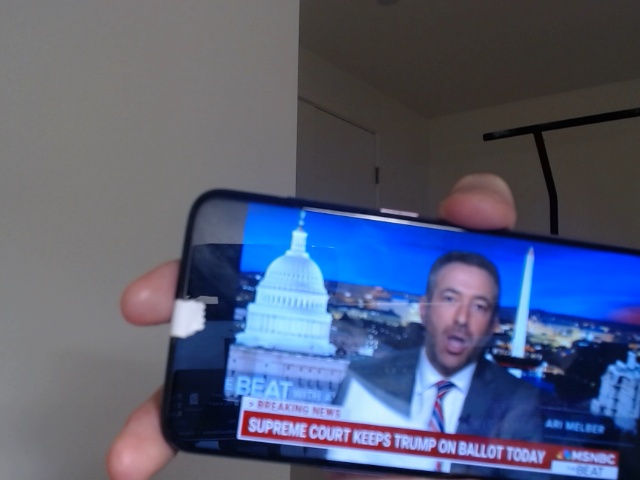 BEAT
BREAKING NEWS
SUPREME COURT KEEPS TRUMP ON BALLOT TODAY
ARI MELBER
MSNBC
BEAT